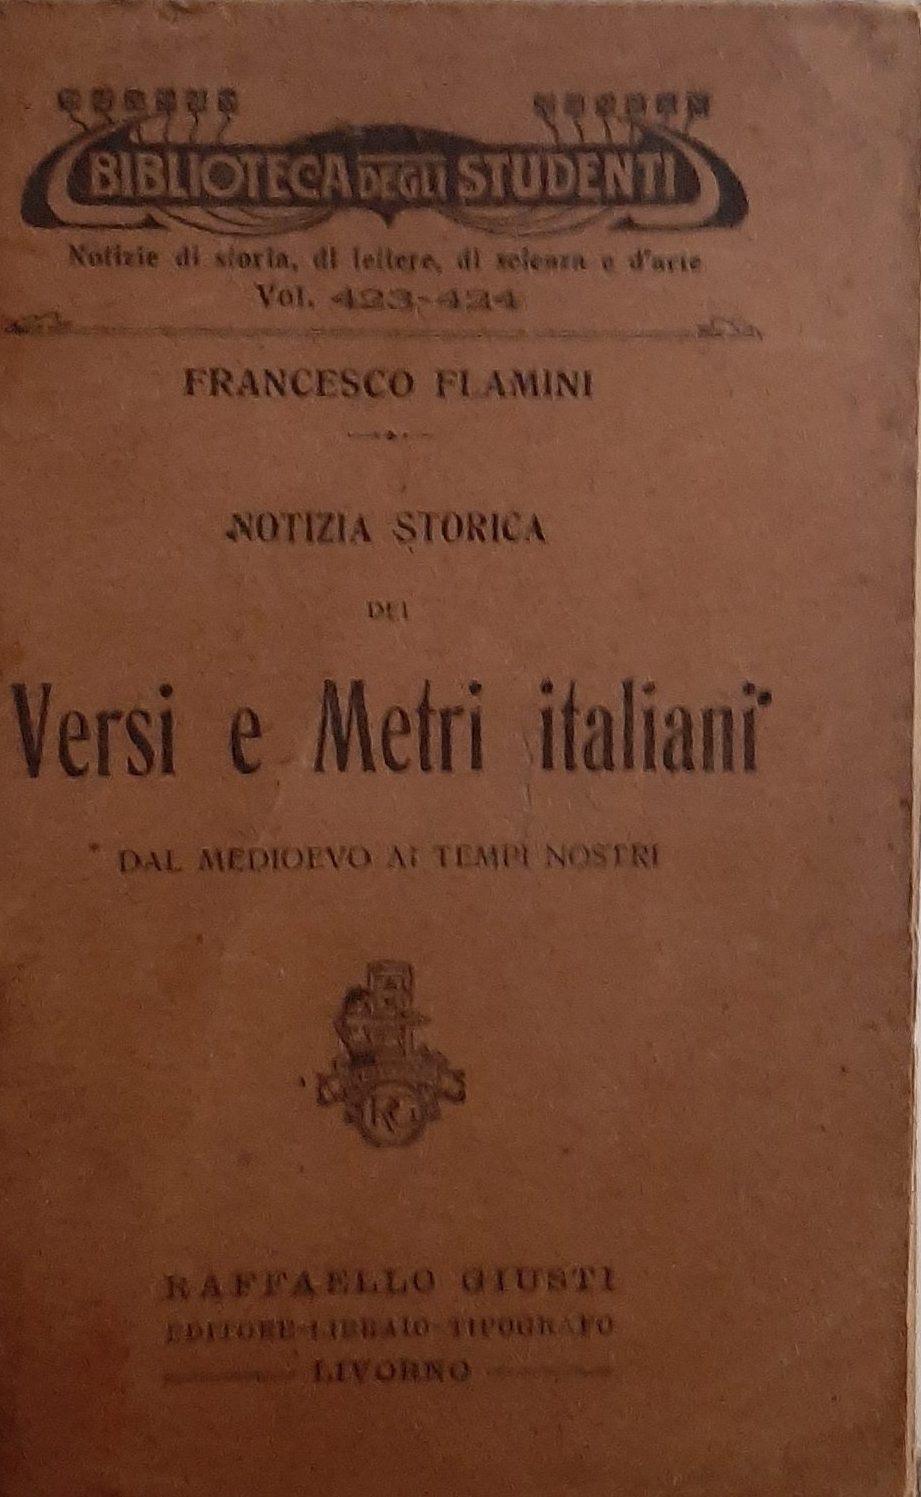 BIBLIOTECA DEGLI STUDENTI
Notizie di storia, di lettere, di scienza e d'arte
Vol. 423-424
FRANCESCO FLAMINI
NOTIZIA STORICA
DEI
Versi e Metri italiani
DAL MEDIOEVO AI TEMPI NOSTRI
RG
RAFFAELLO GIUSTI
EDITORE-LIBRAIO-TIPOGRAFO
LIVORNO